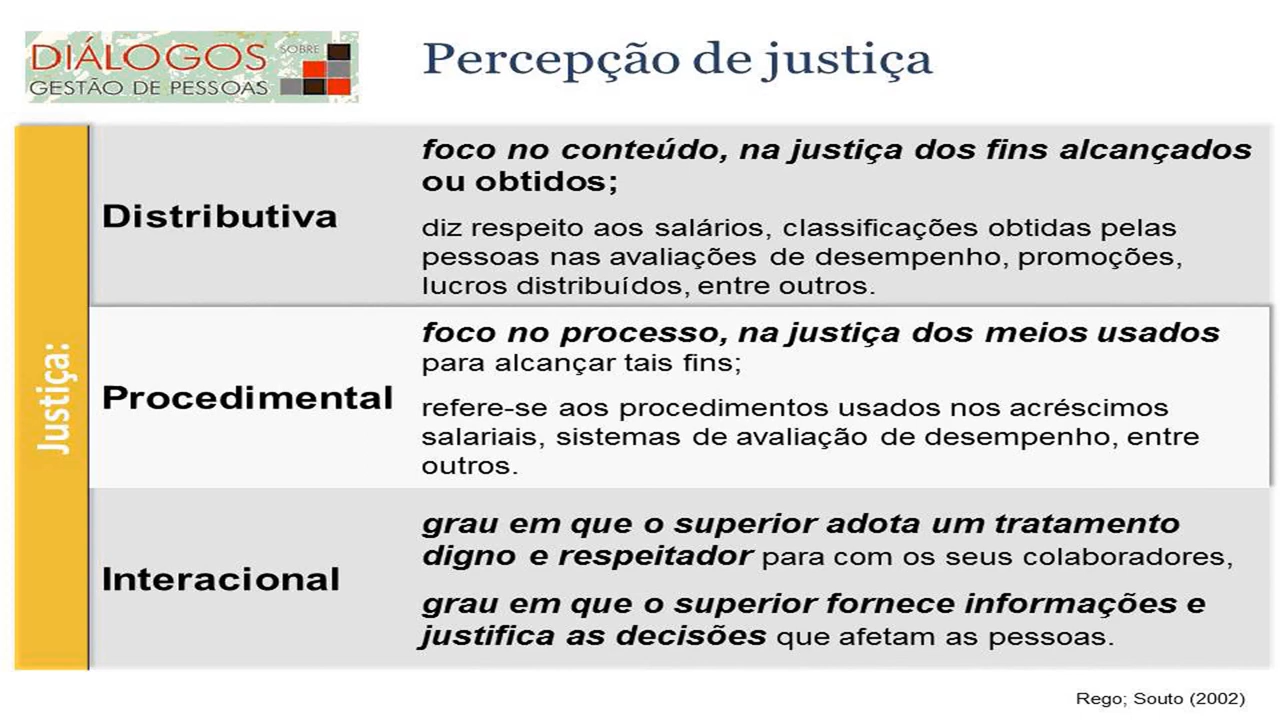 DIÁLOGOS SOBRE
GESTÃO DE PESSOAS
Percepção de justiça
Justiça:
Distributiva
foco no conteúdo, na justiça dos fins alcançados
ou obtidos;
diz respeito aos salários, classificações obtidas pelas
pessoas nas avaliações de desempenho, promoções,
lucros distribuídos, entre outros.
Procedimental
foco no processo, na justiça dos meios usados
para alcançar tais fins;
refere-se aos procedimentos usados nos acréscimos
salariais, sistemas de avaliação de desempenho, entre
outros.
Interacional
grau em que o superior adota um tratamento
digno e respeitador para com os seus colaboradores,
grau em que o superior fornece informações e
justifica as decisões que afetam as pessoas.
Rego; Souto (2002)